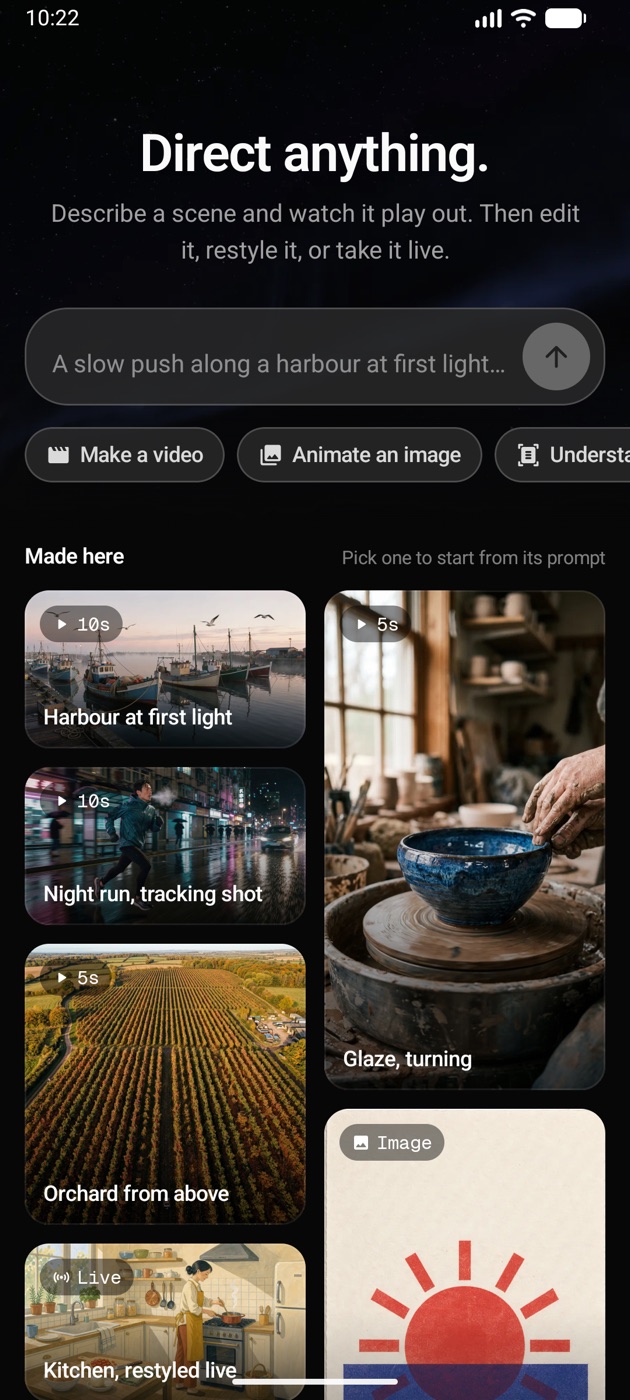 10:22
Direct anything.
Describe a scene and watch it play out. Then edit
it, restyle it, or take it live.
A slow push along a harbour at first light…
Make a video
Animate an image
Understa
Made here
Pick one to start from its prompt
10s
Harbour at first light
5s
Glaze, turning
10s
Night run, tracking shot
5s
Orchard from above
Image
Live
Kitchen, restyled live